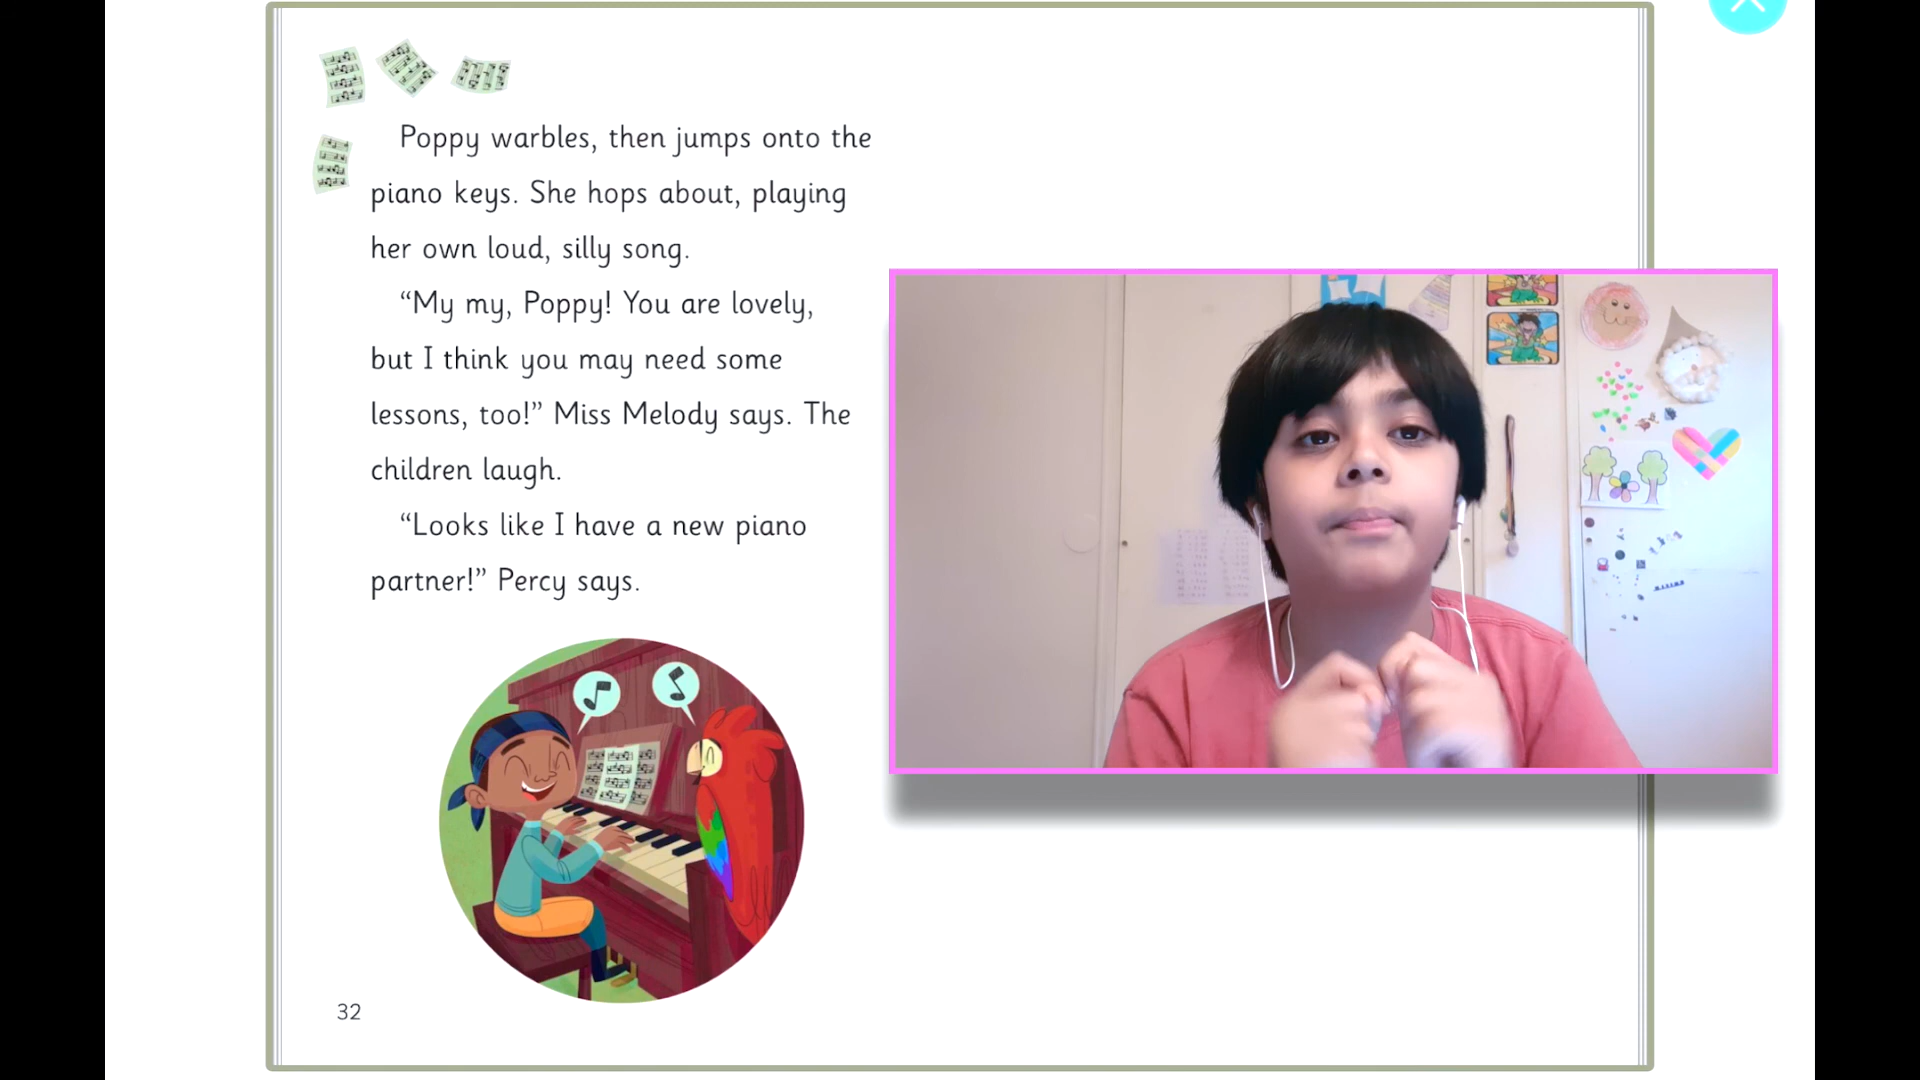 Poppy warbles, then jumps onto the
piano keys. She hops about, playing
her own loud, silly song.
“My my, Poppy! You are lovely,
but I think you may need some
lessons, too!” Miss Melody says. The
children laugh.
“Looks like I have a new piano
partner!” Percy says.
32